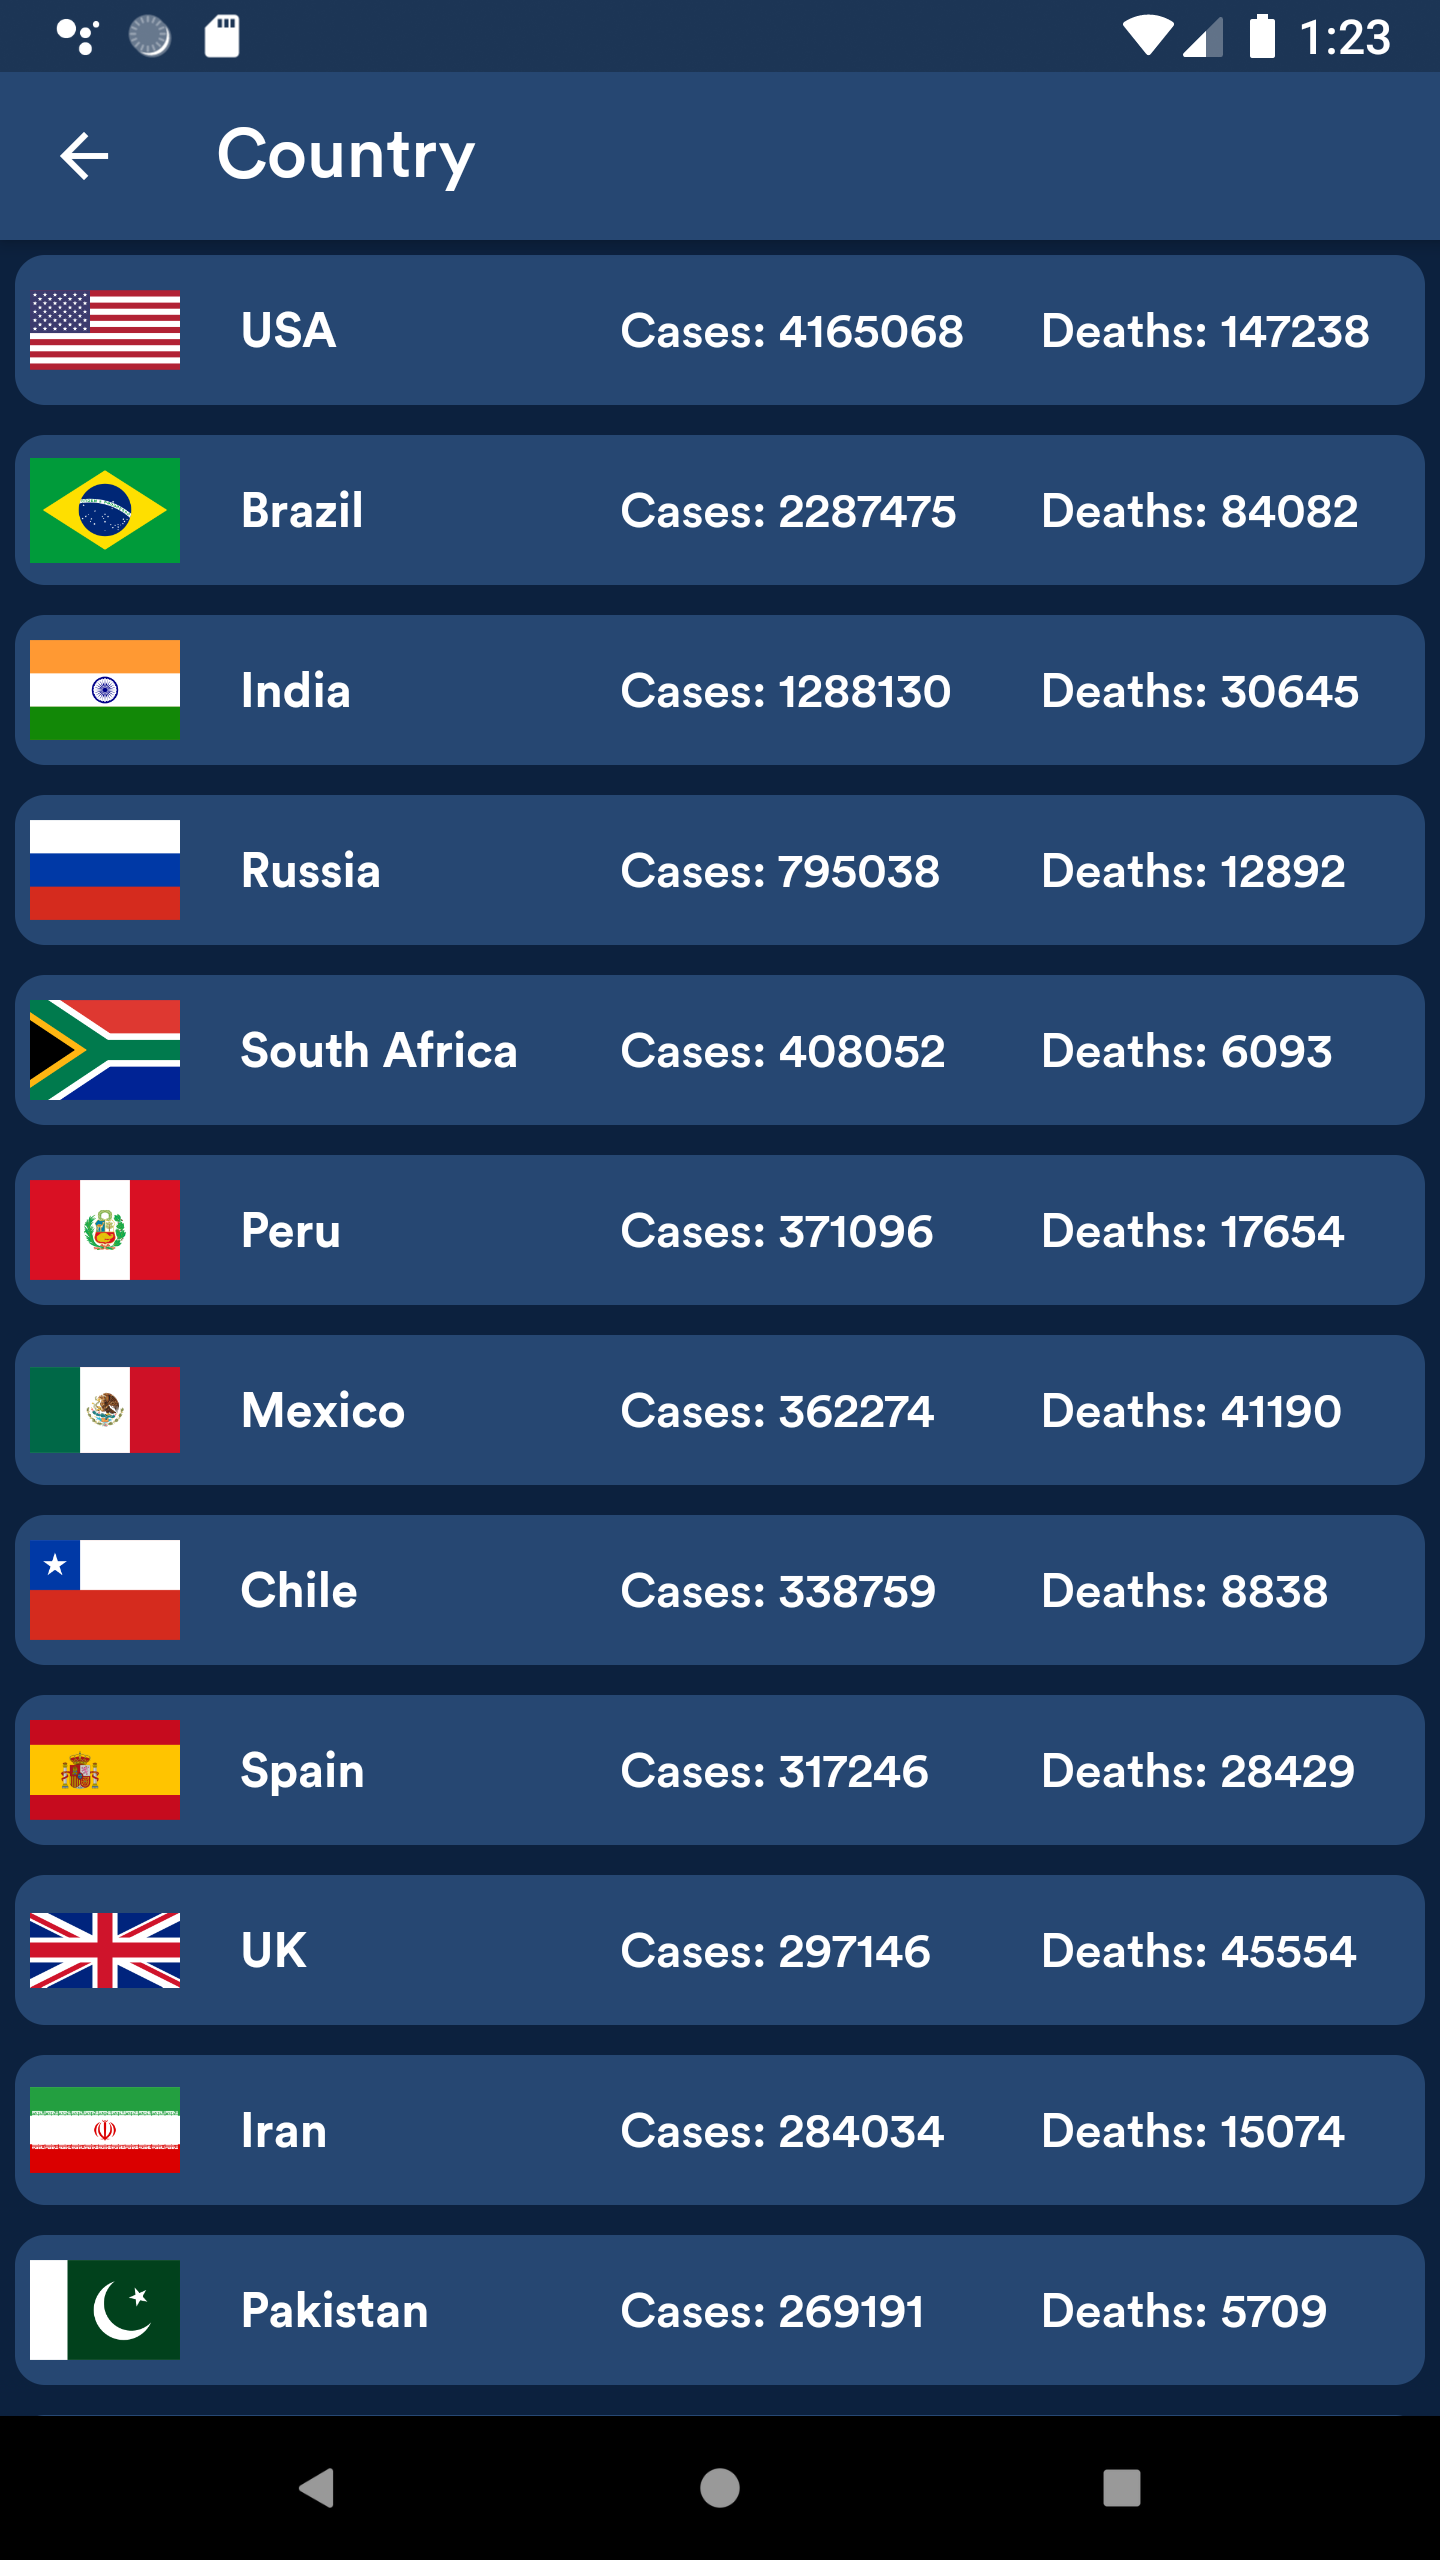 1:23
Country
USA Cases: 4165068 Deaths: 147238
Brazil Cases: 2287475 Deaths: 84082
India Cases: 1288130 Deaths: 30645
Russia Cases: 795038 Deaths: 12892
South Africa Cases: 408052 Deaths: 6093
Peru Cases: 371096 Deaths: 17654
Mexico Cases: 362274 Deaths: 41190
Chile Cases: 338759 Deaths: 8838
Spain Cases: 317246 Deaths: 28429
UK Cases: 297146 Deaths: 45554
Iran Cases: 284034 Deaths: 15074
Pakistan Cases: 269191 Deaths: 5709